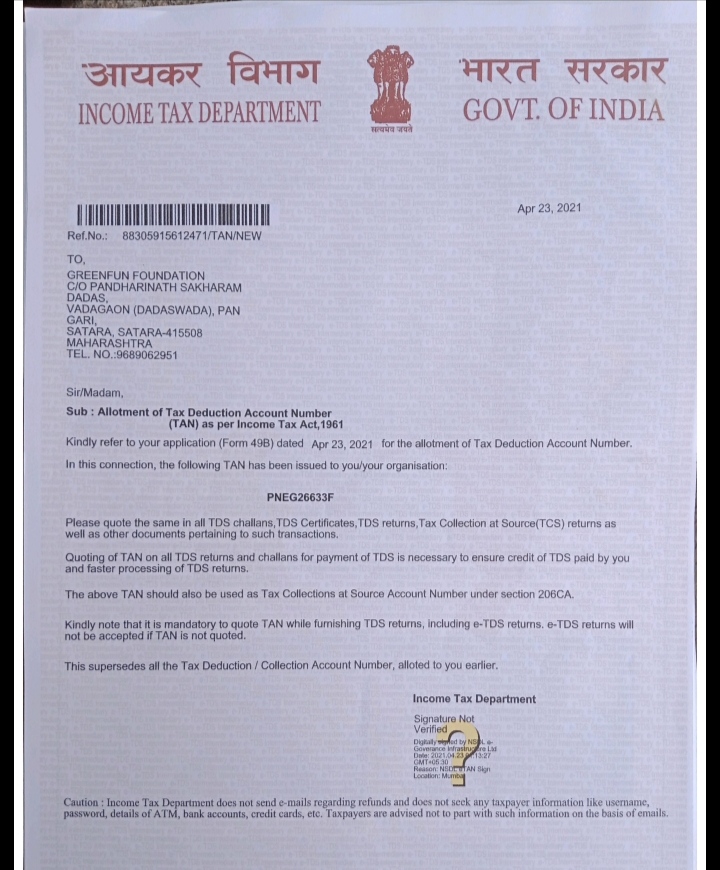 आयकर विभाग
INCOME TAX DEPARTMENT
सत्यमेव जयते
भारत सरकार
GOVT. OF INDIA
Apr 23, 2021
Ref.No.: 88305915612471/TAN/NEW
TO,
GREENFUN FOUNDATION
C/O PANDHARINATH SAKHARAM
DADAS,
VADAGAON (DADASWADA), PAN
GARI,
SATARA, SATARA-415508
MAHARASHTRA
TEL. NO.:9689062951
Sir/Madam,
Sub : Allotment of Tax Deduction Account Number
(TAN) as per Income Tax Act,1961
Kindly refer to your application (Form 49B) dated Apr 23, 2021 for the allotment of Tax Deduction Account Number.
In this connection, the following TAN has been issued to you/your organisation:
PNEG26633F
Please quote the same in all TDS challans,TDS Certificates,TDS returns,Tax Collection at Source(TCS) returns as
well as other documents pertaining to such transactions.
Quoting of TAN on all TDS returns and challans for payment of TDS is necessary to ensure credit of TDS paid by you
and faster processing of TDS returns.
The above TAN should also be used as Tax Collections at Source Account Number under section 206CA.
Kindly note that it is mandatory to quote TAN while furnishing TDS returns, including e-TDS returns. e-TDS returns will
not be accepted if TAN is not quoted.
This supersedes all the Tax Deduction / Collection Account Number, alloted to you earlier.
Income Tax Department
Signature Not
Verified
Digitally signed by e-
Goverance Infrastructure Ltd
Date: 2021.04.23
GMT+05:30
Reason: NSDL Sign
Location: Mumbai
Caution : Income Tax Department does not send e-mails regarding refunds and does not seek any taxpayer information like username,
password, details of ATM, bank accounts, credit cards, etc. Taxpayers are advised not to part with such information on the basis of emails.